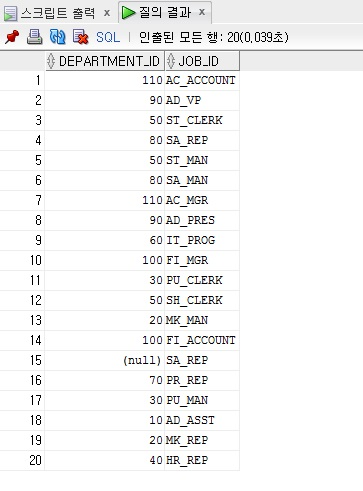 스크립트 출력 x 질의 결과 x
SQL 인출된 모든 행: 20(0,039초)
DEPARTMENT_ID JOB_ID
1 110 AC_ACCOUNT
2 90 AD_VP
3 50 ST_CLERK
4 80 SA_REP
5 50 ST_MAN
6 80 SA_MAN
7 110 AC_MGR
8 90 AD_PRES
9 60 IT_PROG
10 100 FI_MGR
11 30 PU_CLERK
12 50 SH_CLERK
13 20 MK_MAN
14 100 FI_ACCOUNT
15 (null) SA_REP
16 70 PR_REP
17 30 PU_MAN
18 10 AD_ASST
19 20 MK_REP
20 40 HR_REP